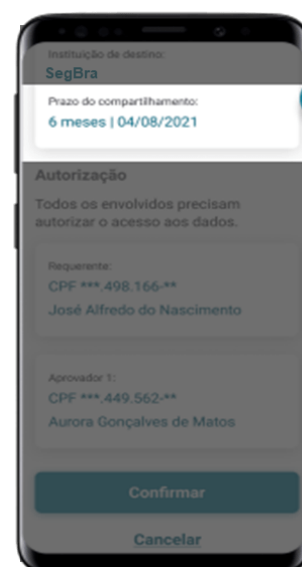 Instituição de destino:
SegBra
Prazo do compartilhamento:
6 meses | 04/08/2021
Autorização
Todos os envolvidos precisam
autorizar o acesso aos dados.
Requerente:
CPF ***.498.166-**
José Alfredo do Nascimento
Aprovador 1:
CPF ***.449.562-**
Aurora Gonçalves de Matos
Confirmar
Cancelar